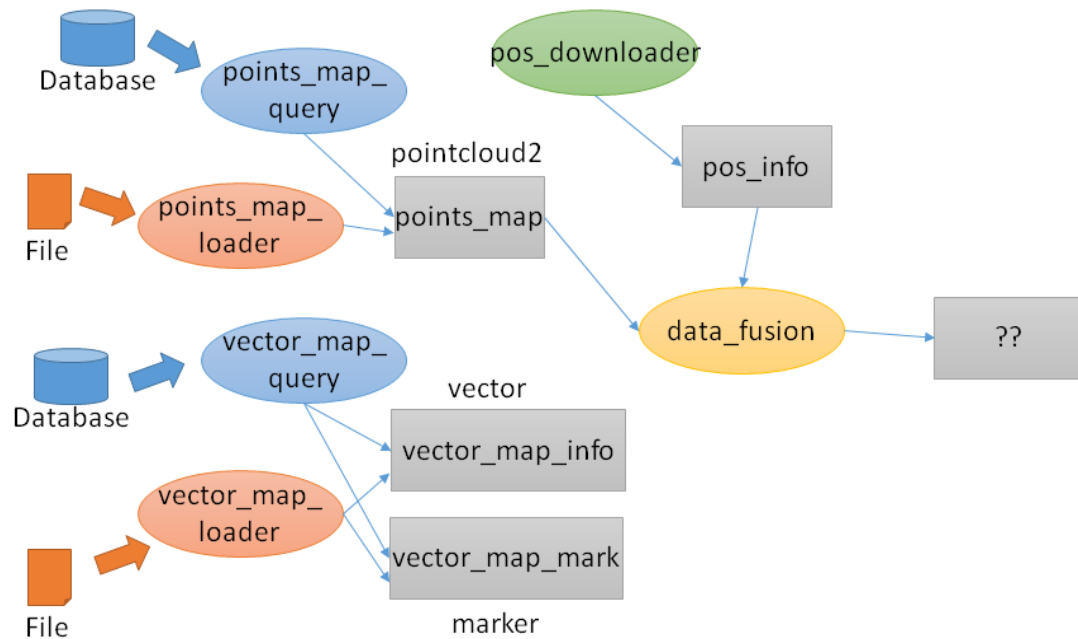 Database
points_map_
query
pos_downloader
pointcloud2
pos_info
File
points_map_
loader
points_map
data_fusion
??
Database
vector_map_
query
vector
vector_map_info
vector_map_
loader
vector_map_mark
File
marker